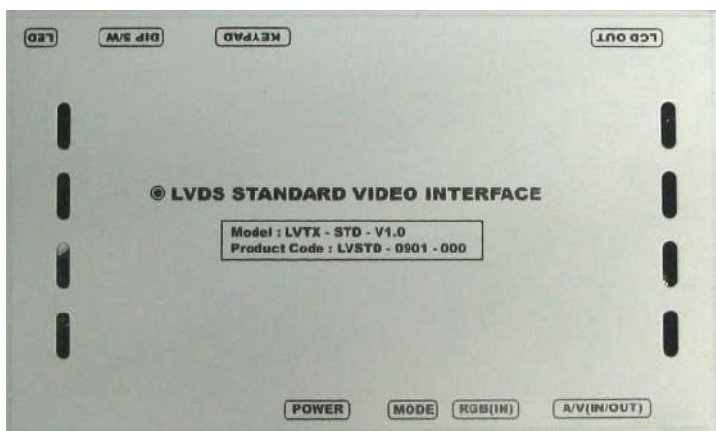 LED DIP S/W KEYPAD LCD OUT
LVDS STANDARD VIDEO INTERFACE
Model : LVTX - STD - V1.0
Product Code : LVSTD - 0901 - 000
POWER MODE RGB(IN) A/V(IN/OUT)